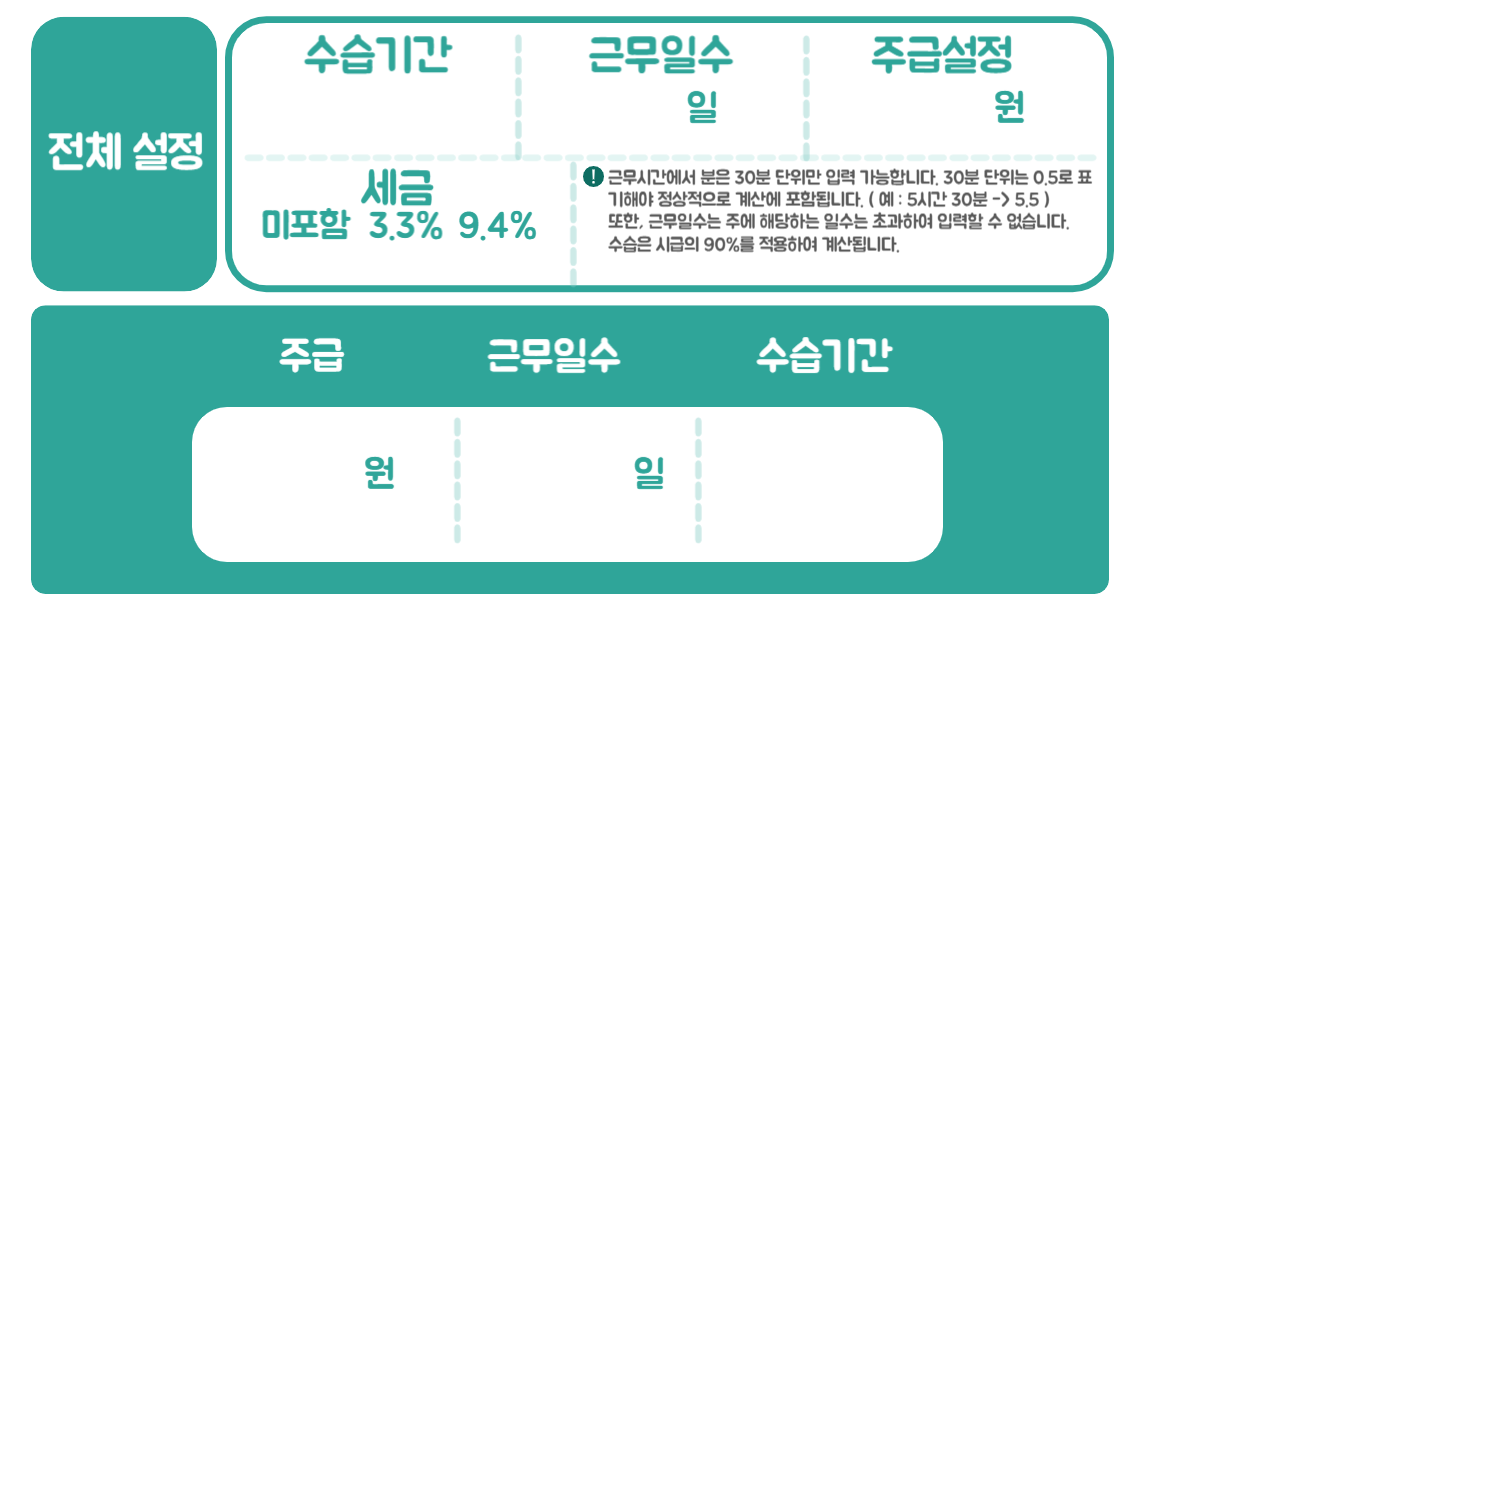 전체 설정
수습기간 근무일수 주급설정
일 원
세금
미포함 3.3% 9.4%
! 근무시간에서 분은 30분 단위만 입력 가능합니다. 30분 단위는 0.5로 표
기해야 정상적으로 계산에 포함됩니다. ( 예 : 5시간 30분 -> 5.5 )
또한, 근무일수는 주에 해당하는 일수는 초과하여 입력할 수 없습니다.
수습은 시급의 90%를 적용하여 계산됩니다.
주급 근무일수 수습기간
원 일